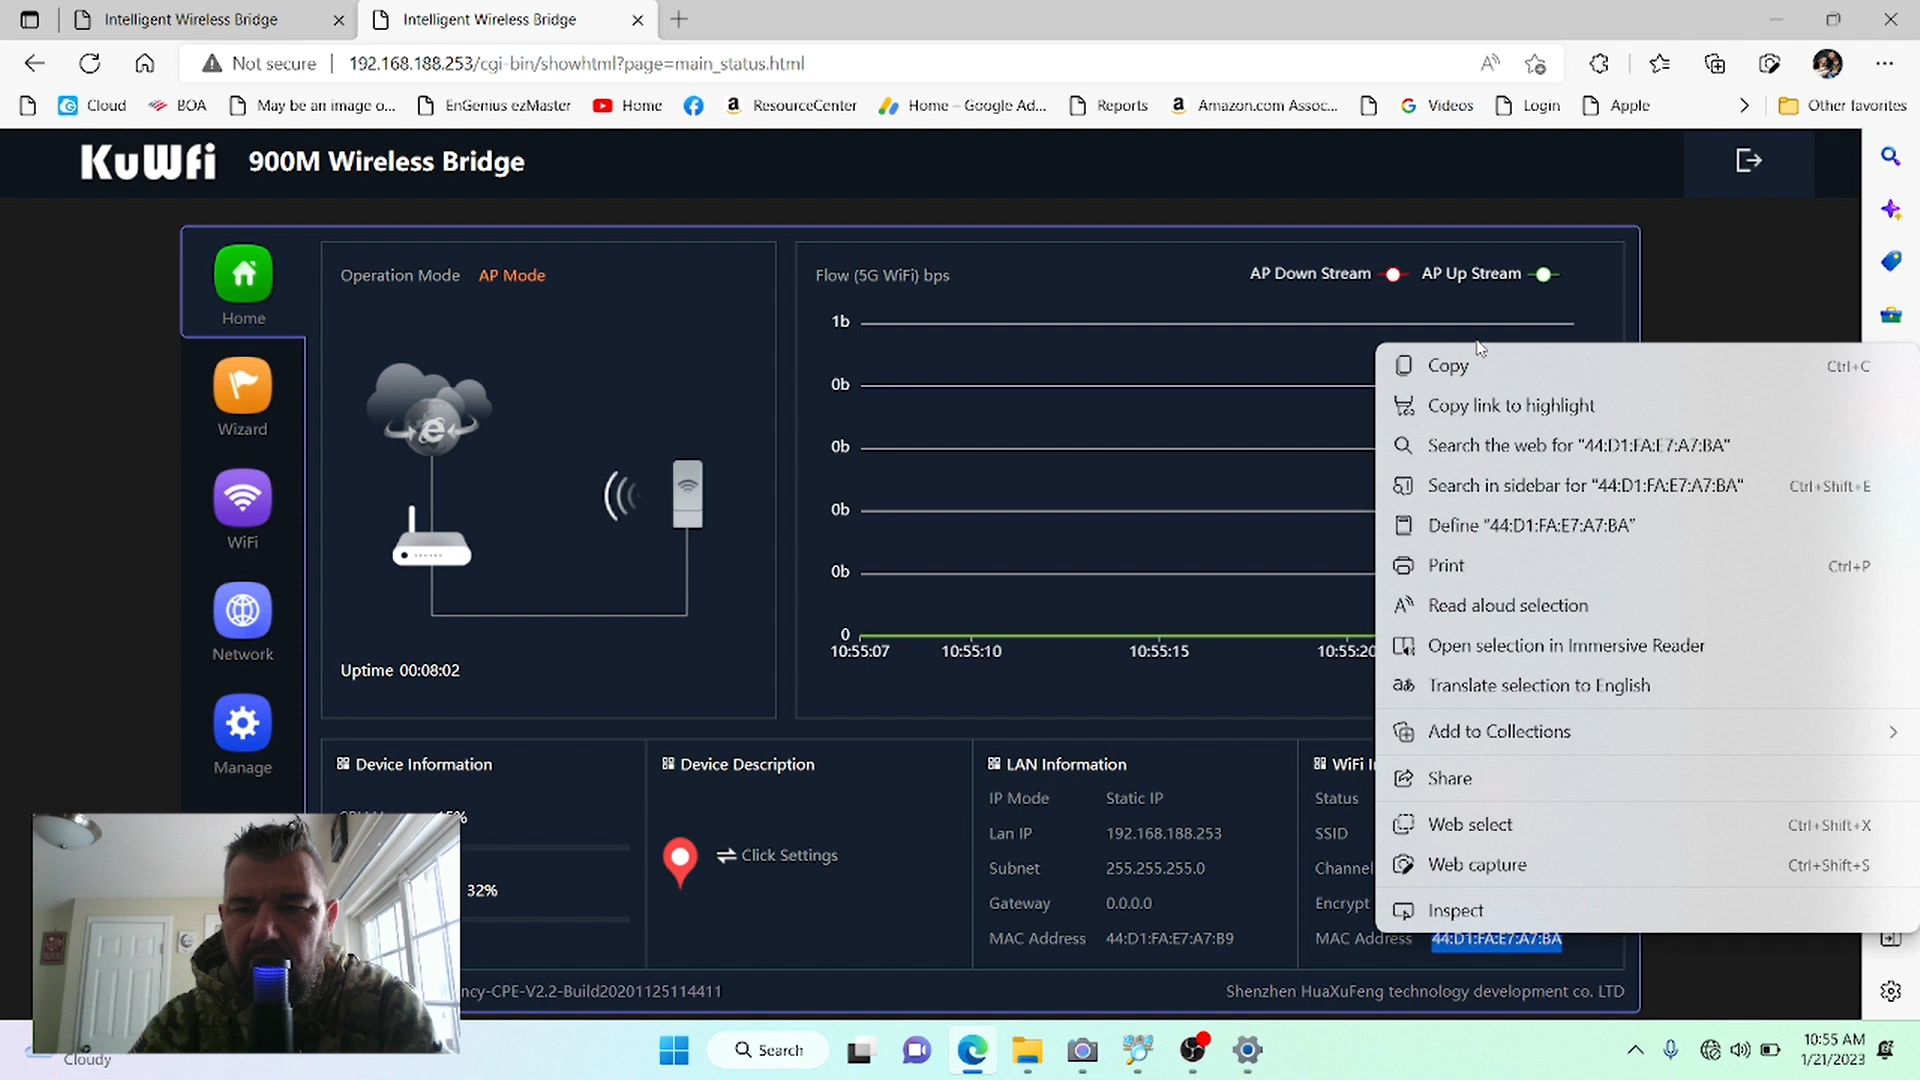 Intelligent Wireless Bridge
Intelligent Wireless Bridge
Not secure | 192.168.188.253/cgi-bin/showhtml?page=main_status.html
Cloud BOA May be an image o... EnGenius ezMaster Home ResourceCenter Home – Google Ad... Reports Amazon.com Assoc... Videos Login Apple Other favorites
KuWfi 900M Wireless Bridge
Home
Wizard
WiFi
Network
Manage
Operation Mode AP Mode
Uptime 00:08:02
Flow (5G WiFi) bps AP Down Stream AP Up Stream
1b
0b
0b
0b
0b
0
10:55:07 10:55:10 10:55:15 10:55:20
Copy Ctrl+C
Copy link to highlight
Search the web for "44:D1:FA:E7:A7:BA"
Search in sidebar for "44:D1:FA:E7:A7:BA" Ctrl+Shift+E
Define "44:D1:FA:E7:A7:BA"
Print Ctrl+P
Read aloud selection
Open selection in Immersive Reader
Translate selection to English
Add to Collections
Share
Web select Ctrl+Shift+X
Web capture Ctrl+Shift+S
Inspect
Device Information
15%
32%
Device Description
Click Settings
LAN Information
IP Mode Static IP
Lan IP 192.168.188.253
Subnet 255.255.255.0
Gateway 0.0.0.0
MAC Address 44:D1:FA:E7:A7:B9
WiFi
Status
SSID
Channel
Encrypt
MAC Address 44:D1:FA:E7:A7:BA
ncy-CPE-V2.2-Build20201125114411
Shenzhen HuaXuFeng technology development co. LTD
Cloudy
Search
10:55 AM
1/21/2023